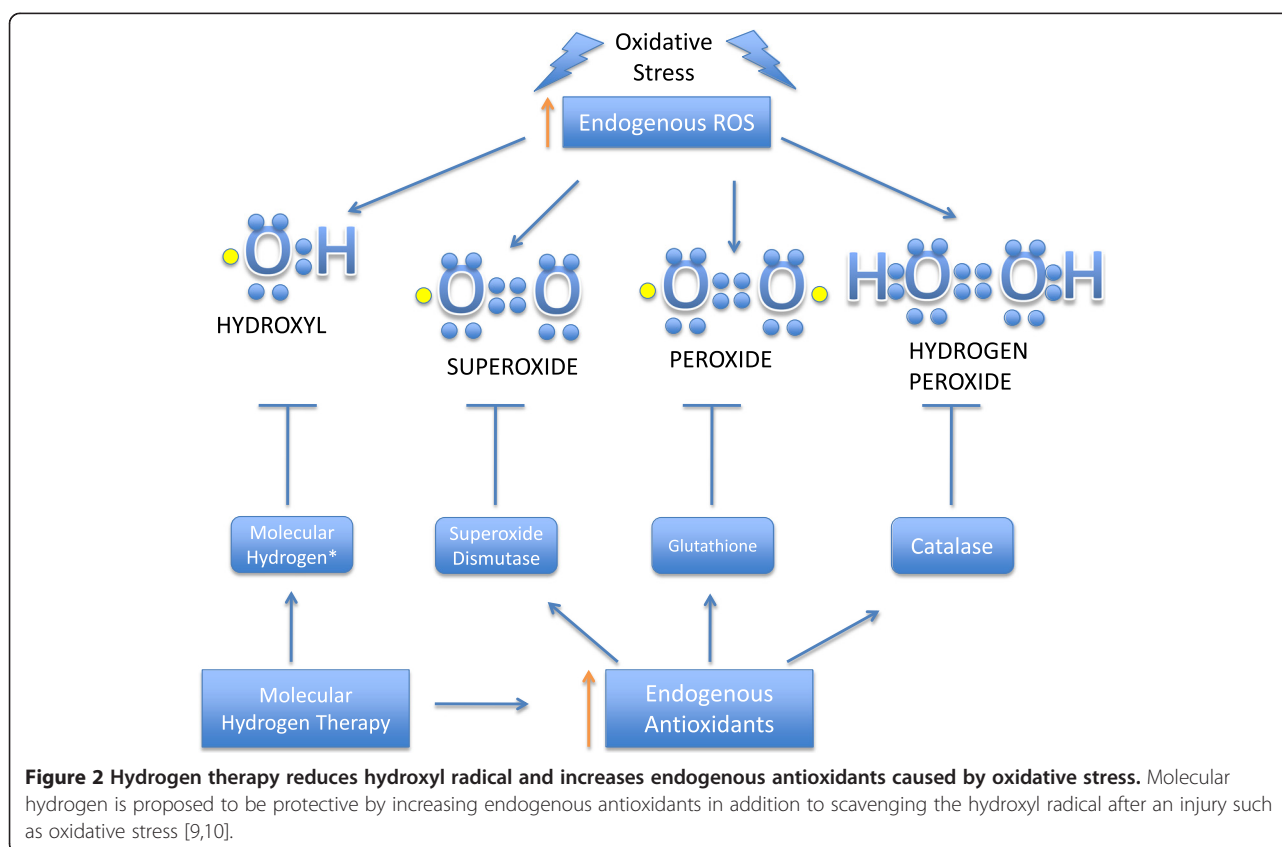 Oxidative
Stress
Endogenous ROS
O H
HYDROXYL
O O
SUPEROXIDE
O O
PEROXIDE
H O O H
HYDROGEN
PEROXIDE
Molecular
Hydrogen*
Superoxide
Dismutase
Glutathione
Catalase
Molecular
Hydrogen Therapy
Endogenous
Antioxidants
Figure 2 Hydrogen therapy reduces hydroxyl radical and increases endogenous antioxidants caused by oxidative stress. Molecular
hydrogen is proposed to be protective by increasing endogenous antioxidants in addition to scavenging the hydroxyl radical after an injury such
as oxidative stress [9,10].